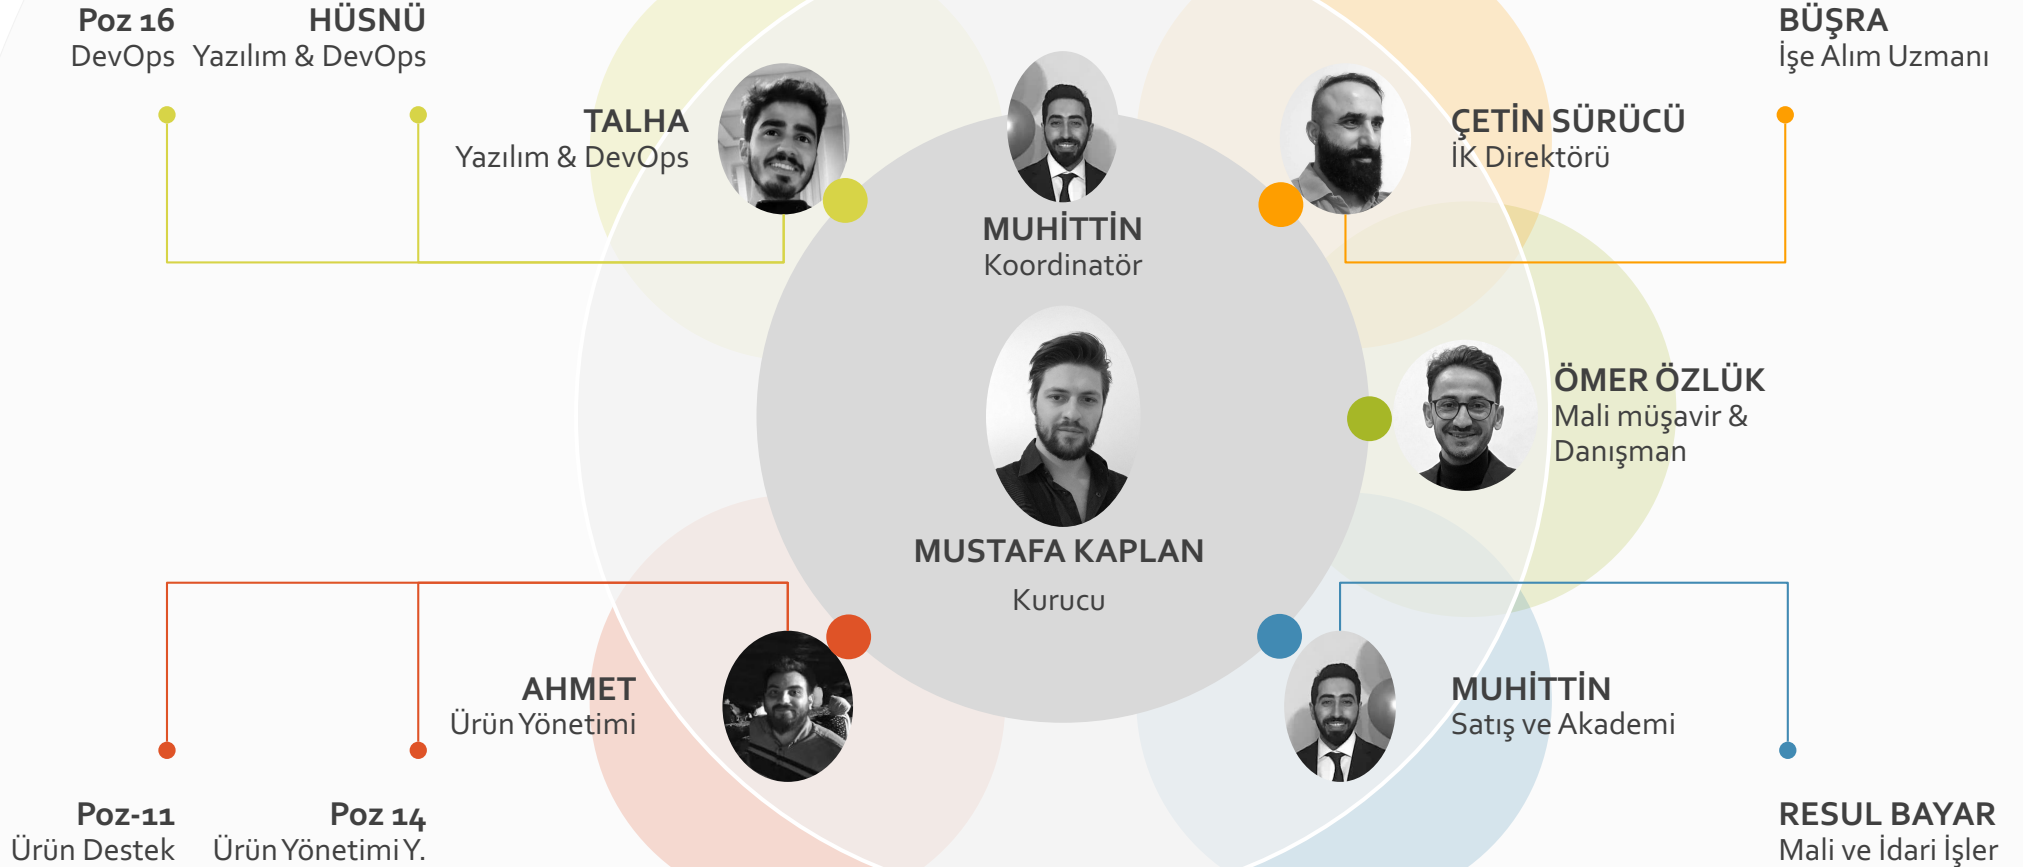 Poz 16
DevOps
HÜSNÜ
Yazılım & DevOps
TALHA
Yazılım & DevOps
MUHİTTİN
Koordinatör
ÇETİN SÜRÜCÜ
İK Direktörü
BÜŞRA
İşe Alım Uzmanı
MUSTAFA KAPLAN
Kurucu
ÖMER ÖZLÜK
Mali müşavir &
Danışman
AHMET
Ürün Yönetimi
MUHİTTİN
Satış ve Akademi
Poz-11
Ürün Destek
Poz 14
Ürün Yönetimi Y.
RESUL BAYAR
Mali ve İdari İşler